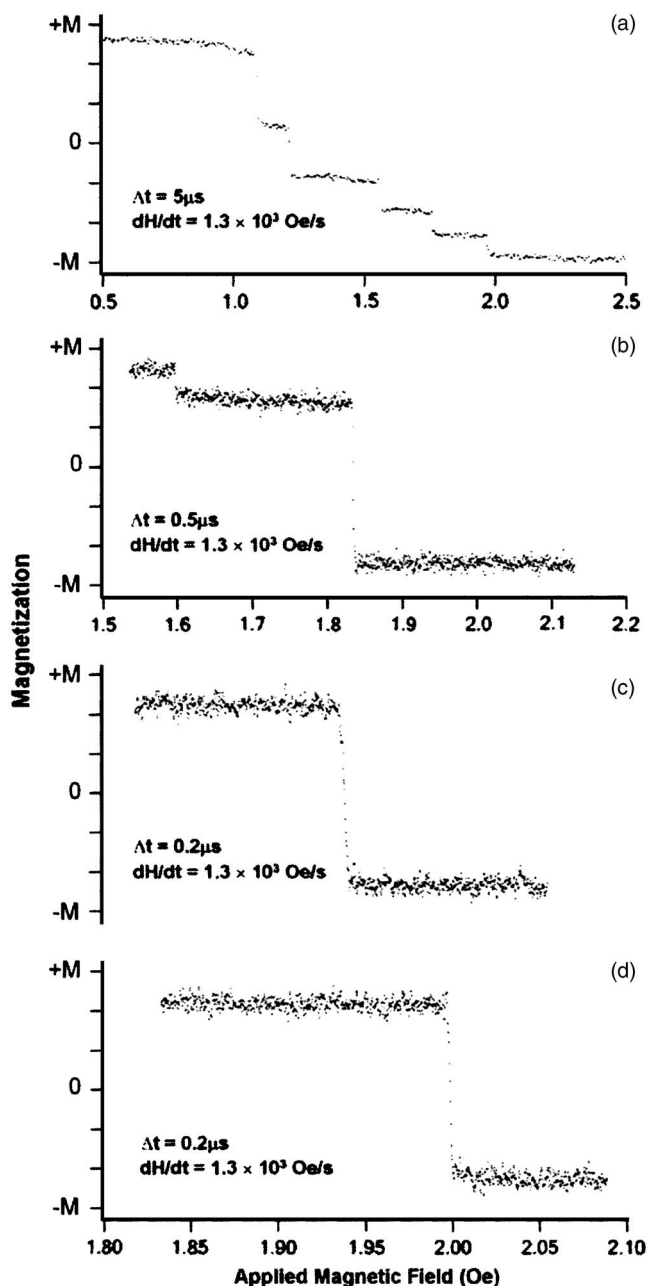 (a)
+M
0
-M
Δt = 5μs
dH/dt = 1.3 × 10³ Oe/s
0.5 1.0 1.5 2.0 2.5
(b)
+M
0
-M
Δt = 0.5μs
dH/dt = 1.3 × 10³ Oe/s
1.5 1.6 1.7 1.8 1.9 2.0 2.1 2.2
Magnetization
(c)
+M
0
-M
Δt = 0.2μs
dH/dt = 1.3 × 10³ Oe/s
(d)
+M
0
-M
Δt = 0.2μs
dH/dt = 1.3 × 10³ Oe/s
1.80 1.85 1.90 1.95 2.00 2.05 2.10
Applied Magnetic Field (Oe)